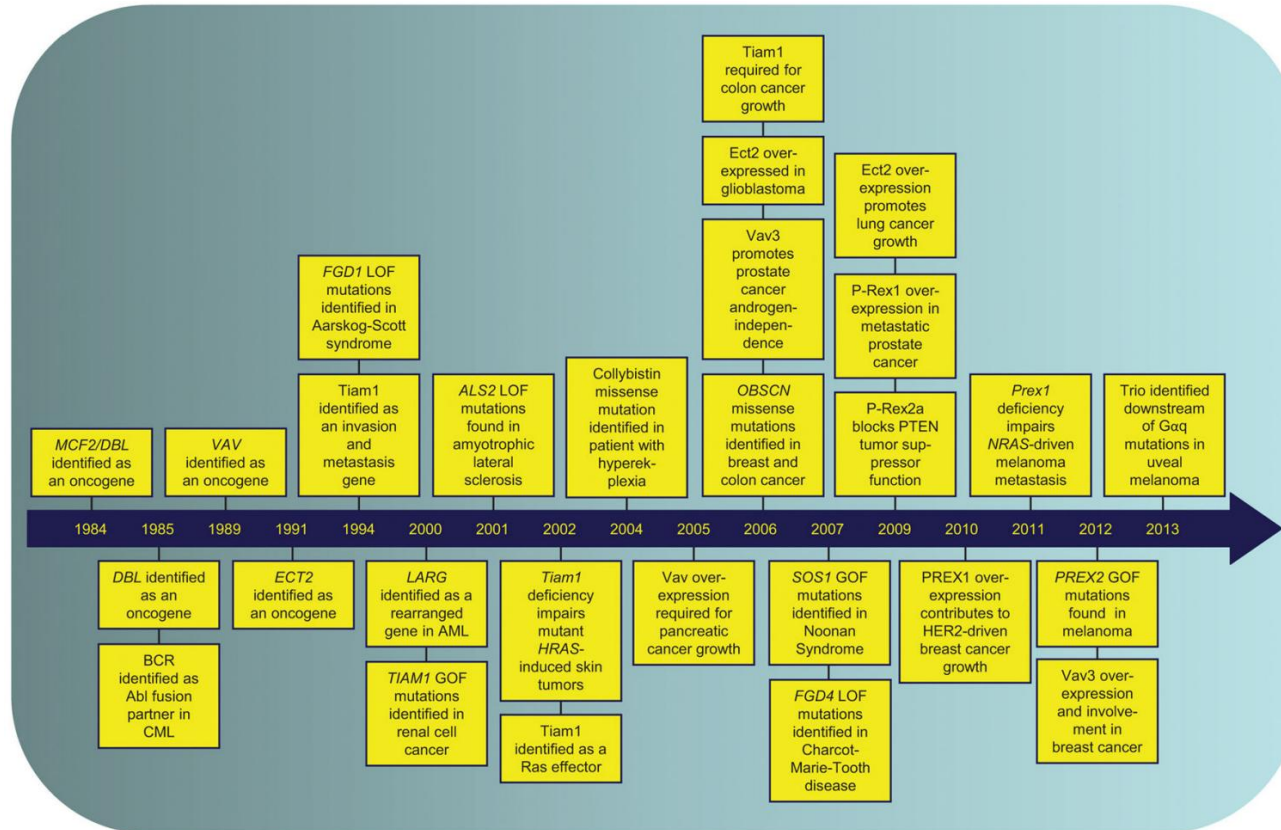 Tiam1
required for
colon cancer
growth
Ect2 over-
expressed in
glioblastoma
Vav3
promotes
prostate
cancer
androgen-
indepen-
dence
OBSCN
missense
mutations
identified in
breast and
colon cancer
Ect2 over-
expression
promotes
lung cancer
growth
P-Rex1 over-
expression in
metastatic
prostate
cancer
P-Rex2a
blocks PTEN
tumor sup-
pressor
function
FGD1 LOF
mutations
identified in
Aarskog-Scott
syndrome
Tiam1
identified as
an invasion
and
metastasis
gene
MCF2/DBL
identified as
an oncogene
VAV
identified as
an oncogene
ALS2 LOF
mutations
found in
amyotrophic
lateral
sclerosis
Collybistin
missense
mutation
identified in
patient with
hyperek-
plexia
Prex1
deficiency
impairs
NRAS-driven
melanoma
metastasis
Trio identified
downstream
of Gαq
mutations in
uveal
melanoma
1984 1985 1989 1991 1994 2000 2001 2002 2004 2005 2006 2007 2009 2010 2011 2012 2013
DBL identified
as an
oncogene
BCR
identified as
Abl fusion
partner in
CML
ECT2
identified as
an oncogene
LARG
identified as a
rearranged
gene in AML
TIAM1 GOF
mutations
identified in
renal cell
cancer
Tiam1
deficiency
impairs
mutant
HRAS-
induced skin
tumors
Tiam1
identified as a
Ras effector
Vav over-
expression
required for
pancreatic
cancer growth
SOS1 GOF
mutations
identified in
Noonan
Syndrome
FGD4 LOF
mutations
identified in
Charcot-
Marie-Tooth
disease
PREX1 over-
expression
contributes to
HER2-driven
breast cancer
growth
PREX2 GOF
mutations
found in
melanoma
Vav3 over-
expression
and involve-
ment in
breast cancer